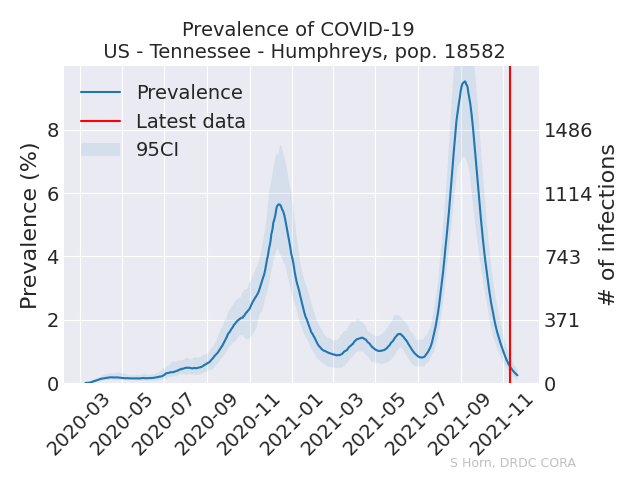 Prevalence of COVID-19
US - Tennessee - Humphreys, pop. 18582
Prevalence
Latest data
95CI
Prevalence (%)
8
6
4
2
0
1486
1114
743
371
0
# of infections
2020-03
2020-05
2020-07
2020-09
2020-11
2021-01
2021-03
2021-05
2021-07
2021-09
2021-11
S Horn, DRDC CORA